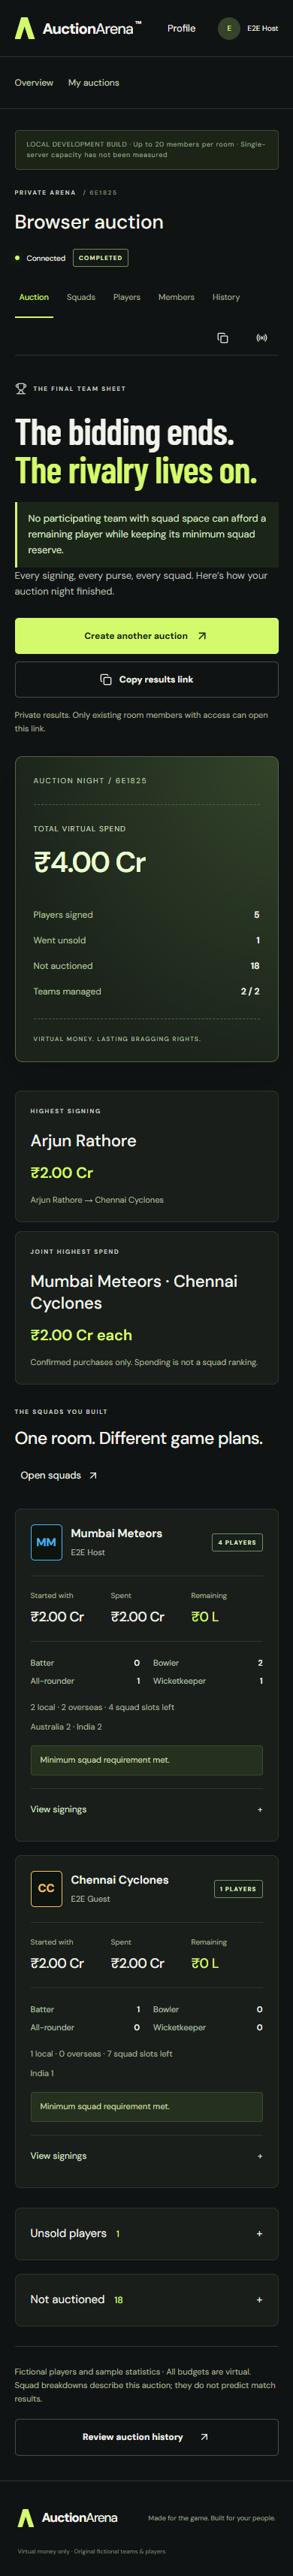 AuctionArena™
Profile
E
E2E Host
Overview
My auctions
LOCAL DEVELOPMENT BUILD · Up to 20 members per room · Single-
server capacity has not been measured
PRIVATE ARENA / 6E1825
Browser auction
Connected
COMPLETED
Auction
Squads
Players
Members
History
THE FINAL TEAM SHEET
The bidding ends.
The rivalry lives on.
No participating team with squad space can afford a
remaining player while keeping its minimum squad
reserve.
Every signing, every purse, every squad. Here's how your
auction night finished.
Create another auction
Copy results link
Private results. Only existing room members with access can open
this link.
AUCTION NIGHT / 6E1825
TOTAL VIRTUAL SPEND
₹4.00 Cr
Players signed 5
Went unsold 1
Not auctioned 18
Teams managed 2 / 2
VIRTUAL MONEY. LASTING BRAGGING RIGHTS.
HIGHEST SIGNING
Arjun Rathore
₹2.00 Cr
Arjun Rathore → Chennai Cyclones
JOINT HIGHEST SPEND
Mumbai Meteors · Chennai
Cyclones
₹2.00 Cr each
Confirmed purchases only. Spending is not a squad ranking.
THE SQUADS YOU BUILT
One room. Different game plans.
Open squads
MM
Mumbai Meteors
E2E Host
4 PLAYERS
Started with Spent Remaining
₹2.00 Cr ₹2.00 Cr ₹0 L
Batter 0 Bowler 2
All-rounder 1 Wicketkeeper 1
2 local · 2 overseas · 4 squad slots left
Australia 2 · India 2
Minimum squad requirement met.
View signings +
CC
Chennai Cyclones
E2E Guest
1 PLAYERS
Started with Spent Remaining
₹2.00 Cr ₹2.00 Cr ₹0 L
Batter 1 Bowler 0
All-rounder 0 Wicketkeeper 0
1 local · 0 overseas · 7 squad slots left
India 1
Minimum squad requirement met.
View signings +
Unsold players 1 +
Not auctioned 18 +
Fictional players and sample statistics · All budgets are virtual.
Squad breakdowns describe this auction; they do not predict match
results.
Review auction history
AuctionArena
Made for the game. Built for your people.
Virtual money only · Original fictional teams & players